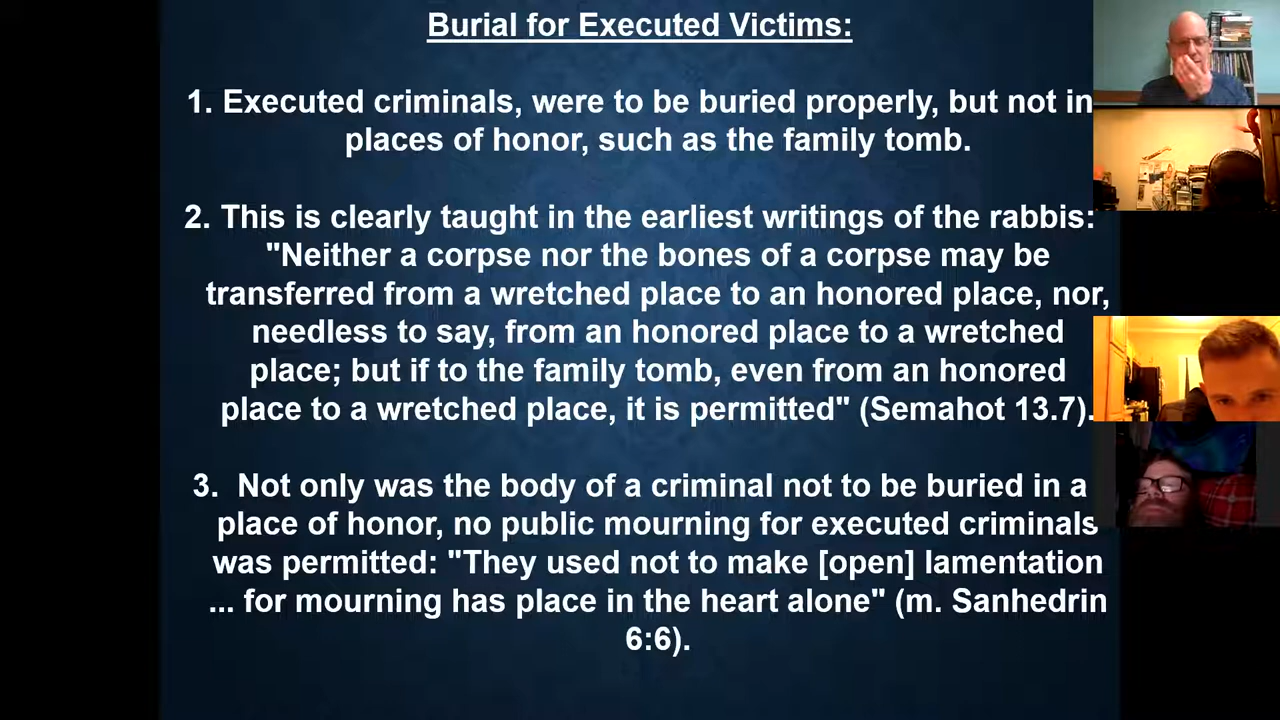 Burial for Executed Victims:
1. Executed criminals, were to be buried properly, but not in
places of honor, such as the family tomb.
2. This is clearly taught in the earliest writings of the rabbis:
"Neither a corpse nor the bones of a corpse may be
transferred from a wretched place to an honored place, nor,
needless to say, from an honored place to a wretched
place; but if to the family tomb, even from an honored
place to a wretched place, it is permitted" (Semahot 13.7).
3. Not only was the body of a criminal not to be buried in a
place of honor, no public mourning for executed criminals
was permitted: "They used not to make [open] lamentation
... for mourning has place in the heart alone" (m. Sanhedrin
6:6).